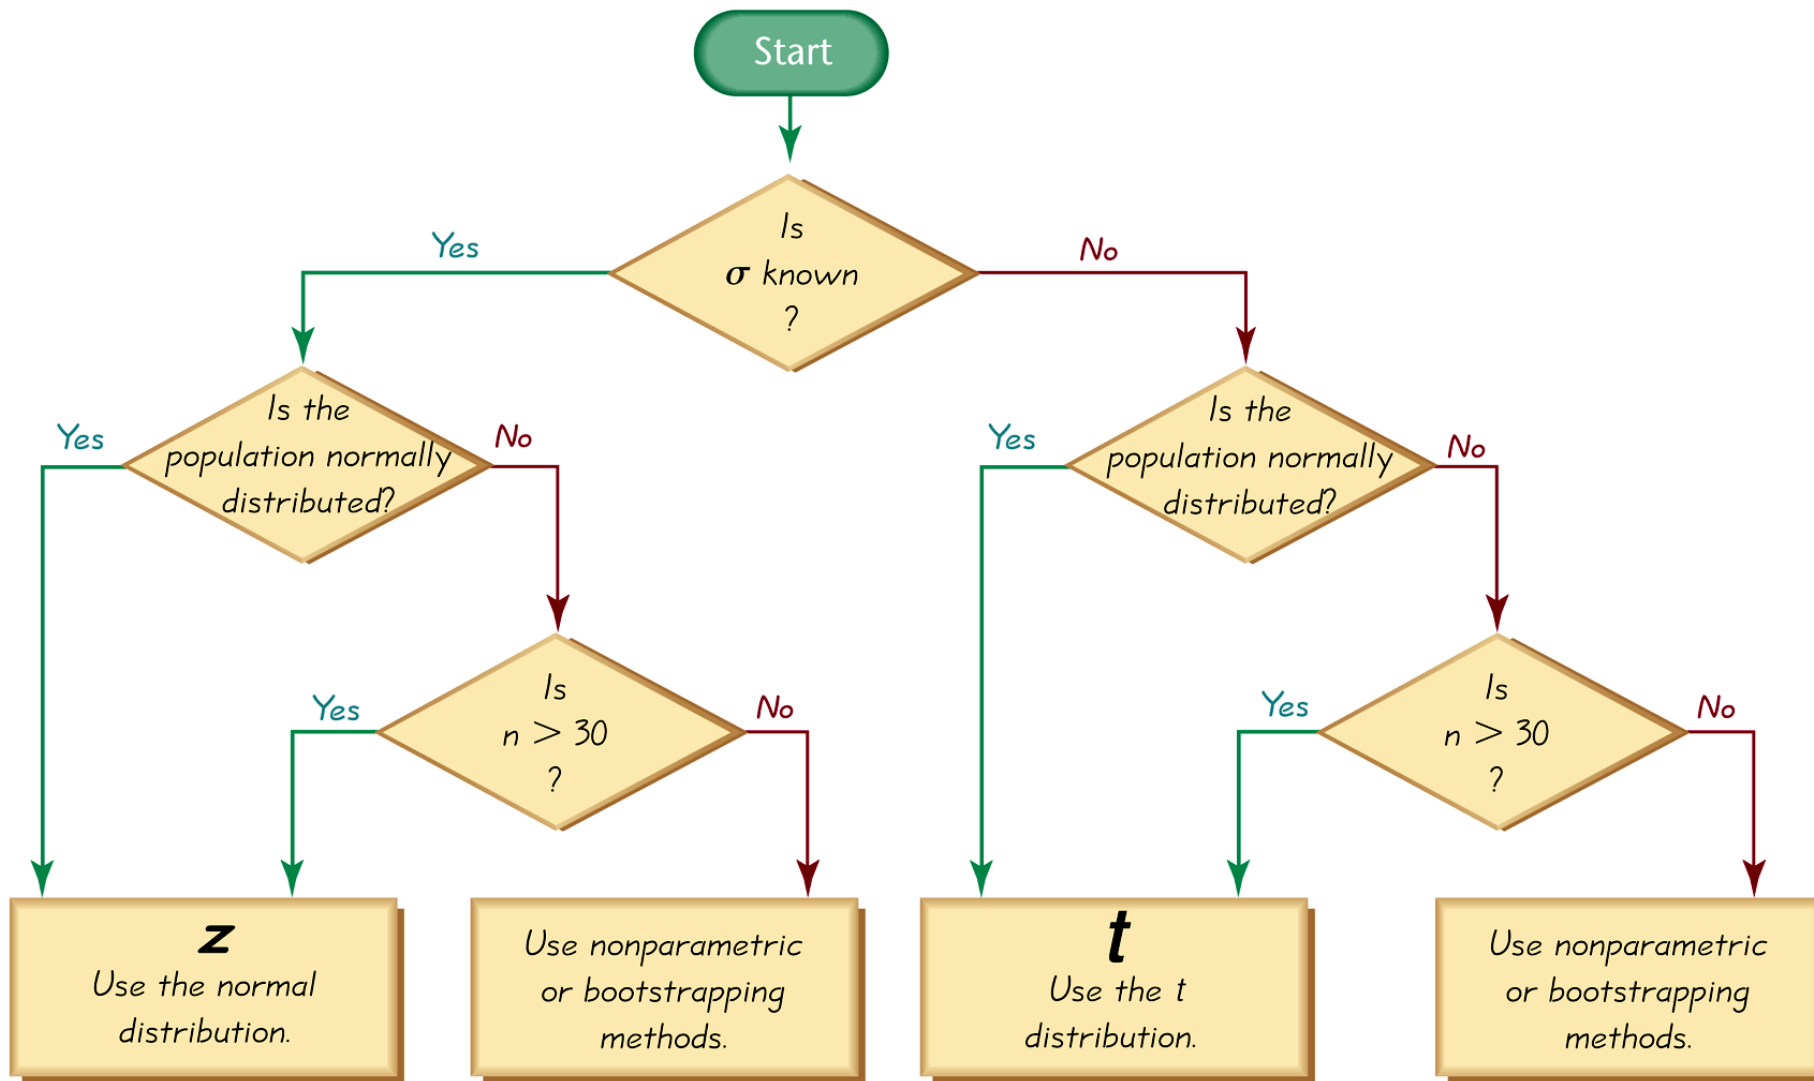 Start
Is
σ known
?
Yes
No
Is the
population normally
distributed?
Yes
No
Is the
population normally
distributed?
Yes
No
Is
n > 30
?
Yes
No
Is
n > 30
?
Yes
No
z
Use the normal
distribution.
Use nonparametric
or bootstrapping
methods.
t
Use the t
distribution.
Use nonparametric
or bootstrapping
methods.